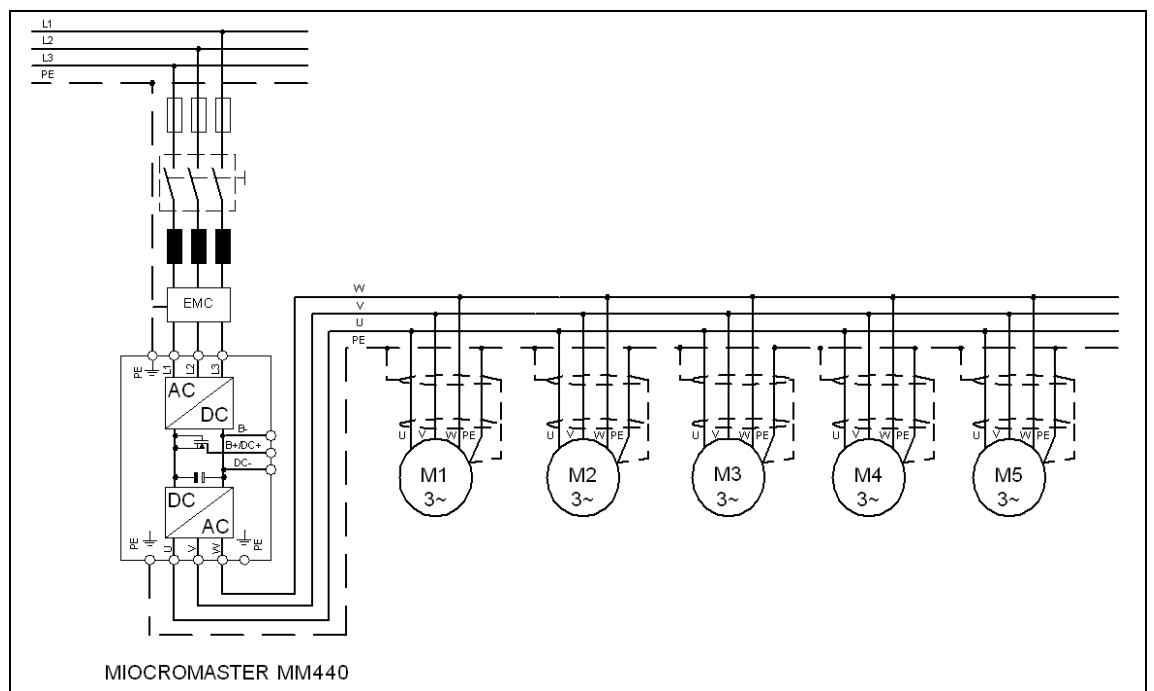 L1
L2
L3
PE
EMC
PE L1 L2 L3
AC
DC
B-
B+/DC+
DC-
DC
AC
PE U V W PE
W
V
U
PE
U V W PE
U V W PE
U V W PE
U V W PE
U V W PE
M1
3~
M2
3~
M3
3~
M4
3~
M5
3~
MIOCROMASTER MM440